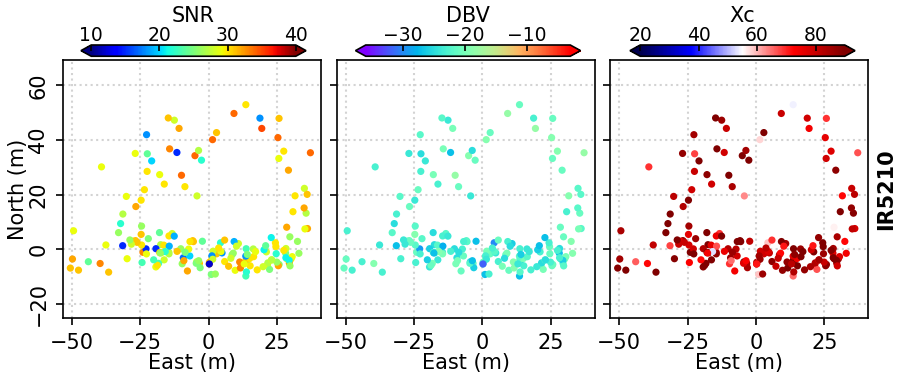 SNR DBV Xc
10 20 30 40 −30 −20 −10 20 40 60 80
60
40
20
0
−20
North (m)
IR5210
−50 −25 0 25 −50 −25 0 25 −50 −25 0 25
East (m) East (m) East (m)